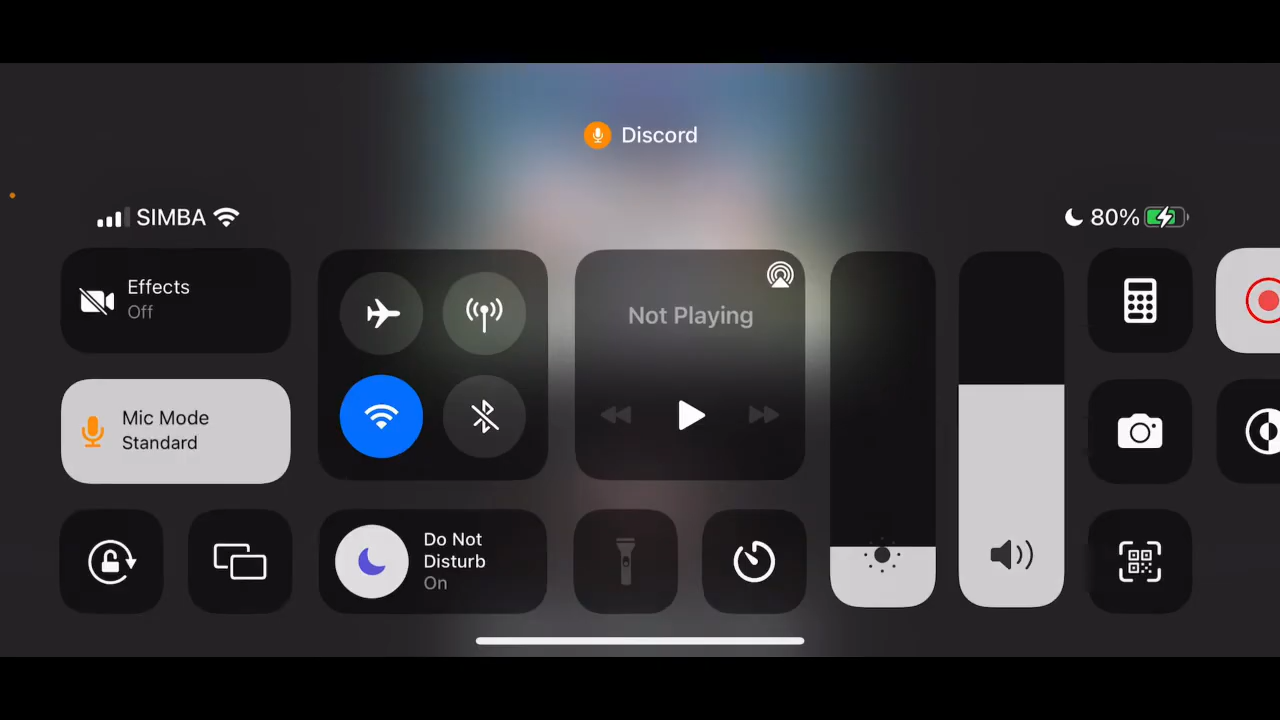 Discord
SIMBA
80%
Effects
Off
Not Playing
Mic Mode
Standard
Do Not
Disturb
On